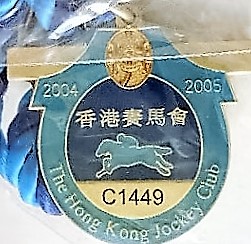 2004 2005
香港賽馬會
C1449
The Hong Kong Jockey Club